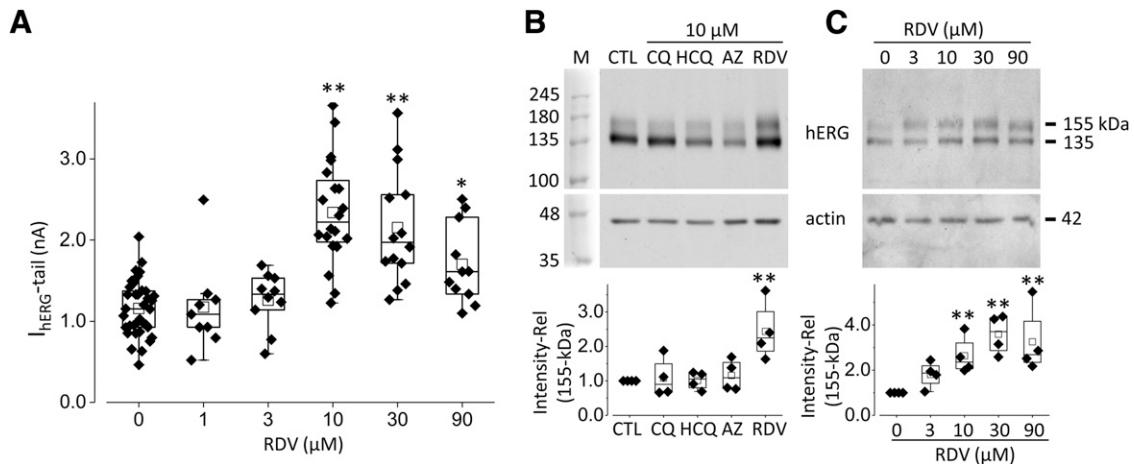 A
I_hERG-tail (nA)
3.0
2.0
1.0
0.0
** ** *
0 1 3 10 30 90
RDV (μM)
B
10 μM
M CTL CQ HCQ AZ RDV
245
180
135
100
48
35
hERG
actin
**
Intensity-Rel
(155-kDa)
3.0
2.0
1.0
0.0
CTL CQ HCQ AZ RDV
C
RDV (μM)
0 3 10 30 90
155 kDa
135
42
** ** **
Intensity-Rel
(155-kDa)
4.0
2.0
0.0
0 3 10 30 90
RDV (μM)